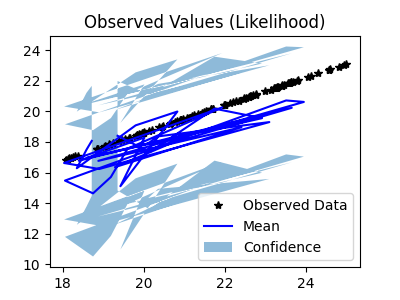 Observed Values (Likelihood)
24
22
20
18
16
14
12
10
Observed Data
Mean
Confidence
18 20 22 24